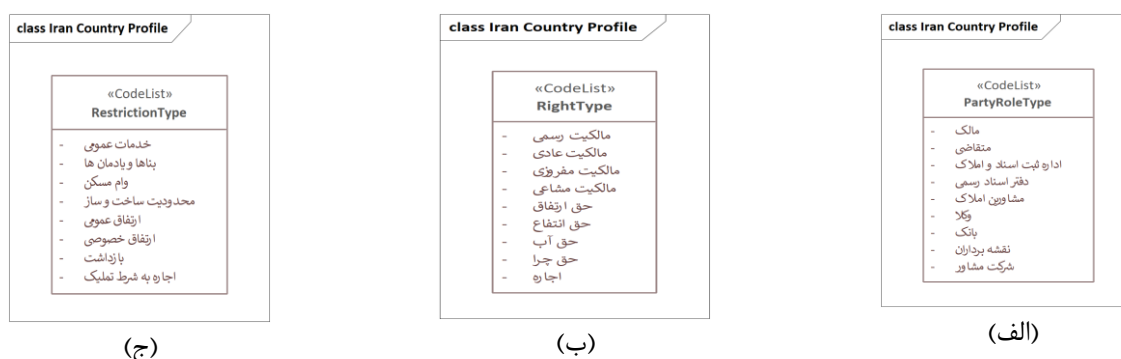 class Iran Country Profile
«CodeList»
PartyRoleType
- مالک
- متقاضی
- اداره ثبت اسناد و املاک
- دفتر اسناد رسمی
- مشاورین املاک
- وکلا
- بانک
- نقشه برداران
- شرکت مشاور
(الف)
class Iran Country Profile
«CodeList»
RightType
- مالکیت رسمی
- مالکیت عادی
- مالکیت مفروزی
- مالکیت مشاعی
- حق ارتفاق
- حق انتفاع
- حق آب
- حق چرا
- اجاره
(ب)
class Iran Country Profile
«CodeList»
RestrictionType
- خدمات عمومی
- بناها و یادمان ها
- وام مسکن
- محدودیت ساخت و ساز
- ارتفاق عمومی
- ارتفاق خصوصی
- بازداشت
- اجاره به شرط تملیک
(ج)